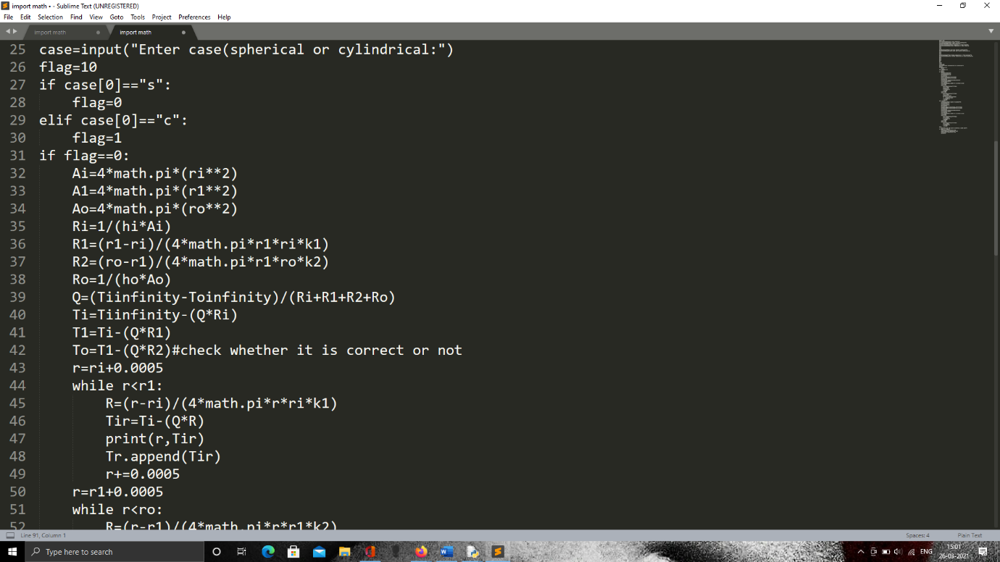 import math • - Sublime Text (UNREGISTERED)
File Edit Selection Find View Goto Tools Project Preferences Help
import math import math
25 case=input("Enter case(spherical or cylindrical:")
26 flag=10
27 if case[0]=="s":
28 flag=0
29 elif case[0]=="c":
30 flag=1
31 if flag==0:
32 Ai=4*math.pi*(ri**2)
33 A1=4*math.pi*(r1**2)
34 Ao=4*math.pi*(ro**2)
35 Ri=1/(hi*Ai)
36 R1=(r1-ri)/(4*math.pi*r1*ri*k1)
37 R2=(ro-r1)/(4*math.pi*r1*ro*k2)
38 Ro=1/(ho*Ao)
39 Q=(Tiinfinity-Toinfinity)/(Ri+R1+R2+Ro)
40 Ti=Tiinfinity-(Q*Ri)
41 T1=Ti-(Q*R1)
42 To=T1-(Q*R2)#check whether it is correct or not
43 r=ri+0.0005
44 while r<r1:
45 R=(r-ri)/(4*math.pi*r*ri*k1)
46 Tir=Ti-(Q*R)
47 print(r,Tir)
48 Tr.append(Tir)
49 r+=0.0005
50 r=r1+0.0005
51 while r<ro:
52 R=(r-r1)/(4*math.pi*r*r1*k2)
Line 91, Column 1 Spaces: 4 Plain Text
Type here to search
ENG
15:01
26-03-2021